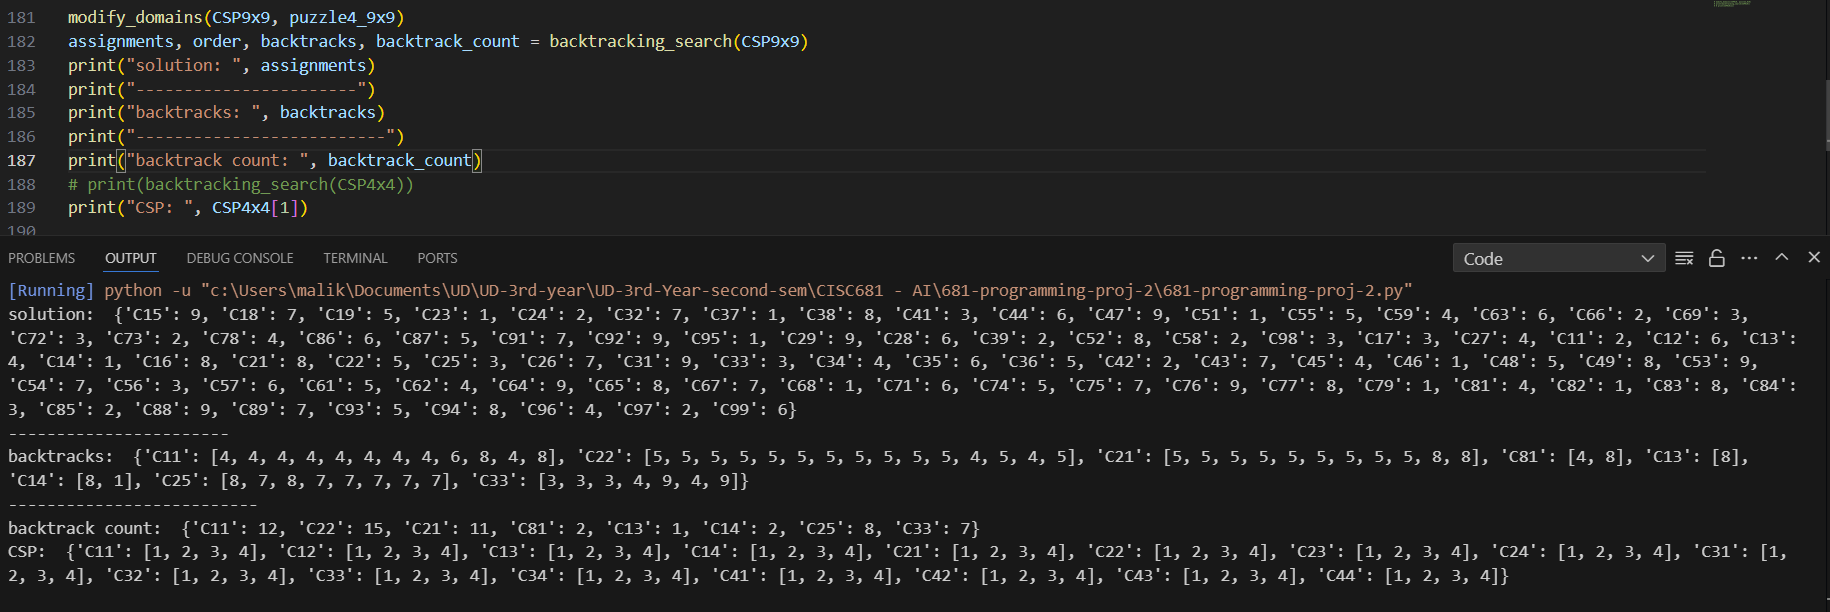 181 modify_domains(CSP9x9, puzzle4_9x9)
182 assignments, order, backtracks, backtrack_count = backtracking_search(CSP9x9)
183 print("solution: ", assignments)
184 print("-----------------------")
185 print("backtracks: ", backtracks)
186 print("--------------------------")
187 print("backtrack count: ", backtrack_count)
188 # print(backtracking_search(CSP4x4))
189 print("CSP: ", CSP4x4[1])
190
PROBLEMS OUTPUT DEBUG CONSOLE TERMINAL PORTS Code
[Running] python -u "c:\Users\malik\Documents\UD\UD-3rd-year\UD-3rd-Year-second-sem\CISC681 - AI\681-programming-proj-2\681-programming-proj-2.py"
solution:  {'C15': 9, 'C18': 7, 'C19': 5, 'C23': 1, 'C24': 2, 'C32': 7, 'C37': 1, 'C38': 8, 'C41': 3, 'C44': 6, 'C47': 9, 'C51': 1, 'C55': 5, 'C59': 4, 'C63': 6, 'C66': 2, 'C69': 3,
'C72': 3, 'C73': 2, 'C78': 4, 'C86': 6, 'C87': 5, 'C91': 7, 'C92': 9, 'C95': 1, 'C29': 9, 'C28': 6, 'C39': 2, 'C52': 8, 'C58': 2, 'C98': 3, 'C17': 3, 'C27': 4, 'C11': 2, 'C12': 6, 'C13':
4, 'C14': 1, 'C16': 8, 'C21': 8, 'C22': 5, 'C25': 3, 'C26': 7, 'C31': 9, 'C33': 3, 'C34': 4, 'C35': 6, 'C36': 5, 'C42': 2, 'C43': 7, 'C45': 4, 'C46': 1, 'C48': 5, 'C49': 8, 'C53': 9,
'C54': 7, 'C56': 3, 'C57': 6, 'C61': 5, 'C62': 4, 'C64': 9, 'C65': 8, 'C67': 7, 'C68': 1, 'C71': 6, 'C74': 5, 'C75': 7, 'C76': 9, 'C77': 8, 'C79': 1, 'C81': 4, 'C82': 1, 'C83': 8, 'C84':
3, 'C85': 2, 'C88': 9, 'C89': 7, 'C93': 5, 'C94': 8, 'C96': 4, 'C97': 2, 'C99': 6}
-----------------------
backtracks:  {'C11': [4, 4, 4, 4, 4, 4, 4, 4, 6, 8, 4, 8], 'C22': [5, 5, 5, 5, 5, 5, 5, 5, 5, 5, 5, 4, 5, 4, 5], 'C21': [5, 5, 5, 5, 5, 5, 5, 5, 5, 8, 8], 'C81': [4, 8], 'C13': [8],
'C14': [8, 1], 'C25': [8, 7, 8, 7, 7, 7, 7, 7], 'C33': [3, 3, 3, 4, 9, 4, 9]}
--------------------------
backtrack count:  {'C11': 12, 'C22': 15, 'C21': 11, 'C81': 2, 'C13': 1, 'C14': 2, 'C25': 8, 'C33': 7}
CSP:  {'C11': [1, 2, 3, 4], 'C12': [1, 2, 3, 4], 'C13': [1, 2, 3, 4], 'C14': [1, 2, 3, 4], 'C21': [1, 2, 3, 4], 'C22': [1, 2, 3, 4], 'C23': [1, 2, 3, 4], 'C24': [1, 2, 3, 4], 'C31': [1,
2, 3, 4], 'C32': [1, 2, 3, 4], 'C33': [1, 2, 3, 4], 'C34': [1, 2, 3, 4], 'C41': [1, 2, 3, 4], 'C42': [1, 2, 3, 4], 'C43': [1, 2, 3, 4], 'C44': [1, 2, 3, 4]}